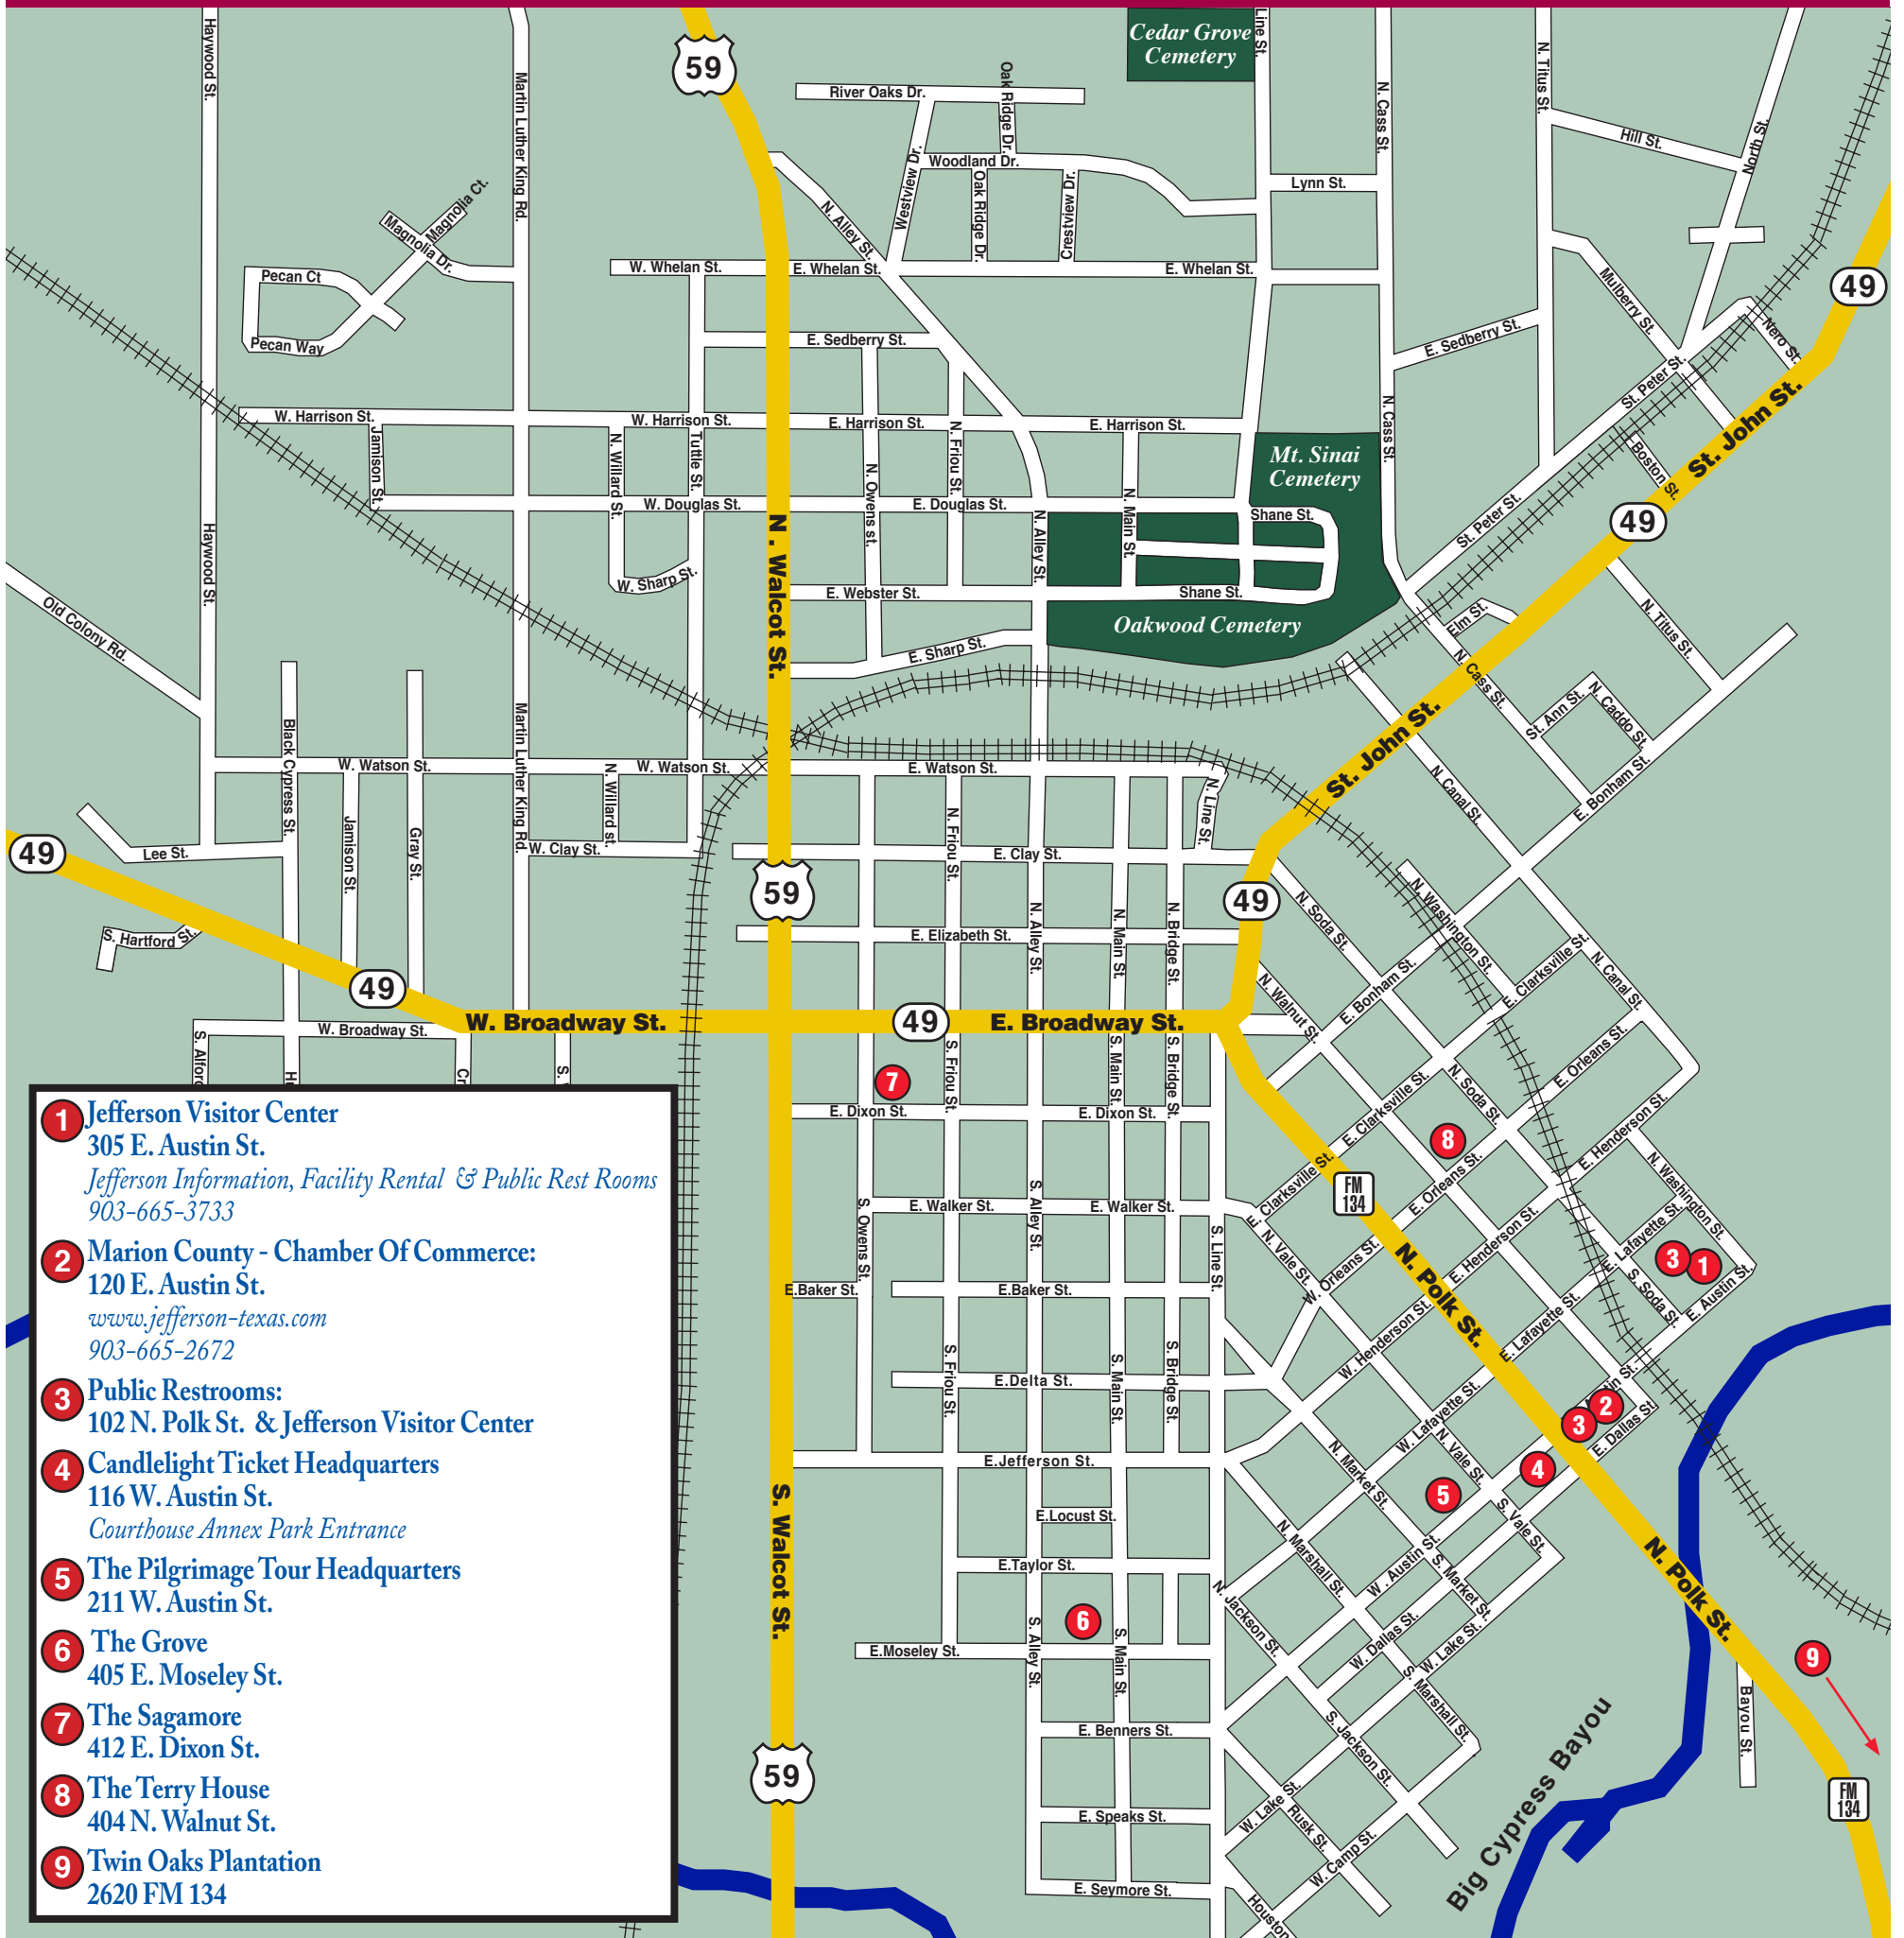 Cedar Grove
Cemetery
Line St.
Haywood St.
Martin Luther King Rd.
59
River Oaks Dr.
Oak Ridge Dr.
N. Cass St.
N. Titus St.
Hill St.
North St.
Woodland Dr.
Westview Dr.
Oak Ridge Dr.
Crestview Dr.
Lynn St.
N. Alley St.
Magnolia Ct.
Magnolia Dr.
Pecan Ct
Pecan Way
W. Whelan St.
E. Whelan St.
E. Whelan St.
Mulberry St.
49
Nero St.
E. Sedberry St.
E. Sedberry St.
St. Peter St.
St. John St.
W. Harrison St.
W. Harrison St.
E. Harrison St.
E. Harrison St.
Jamison St.
N. Willard St.
Tuttle St.
N. Owens st.
N. Friou St.
N. Cass St.
Mt. Sinai
Cemetery
Boston St.
W. Douglas St.
E. Douglas St.
N. Main St.
Shane St.
St. Peter St.
49
N . Walcot St.
N. Alley St.
Haywood St.
W. Sharp St.
E. Webster St.
Shane St.
Oakwood Cemetery
Elm St.
N. Titus St.
Old Colony Rd.
E. Sharp St.
N. Cass St.
St. Ann St.
N. Caddo St.
St. John St.
Black Cypress St.
Martin Luther King Rd.
W. Watson St.
W. Watson St.
E. Watson St.
N. Willard st.
N. Line St.
N. Canal St.
E. Bonham St.
Jamison St.
Gray St.
N. Friou St.
49
Lee St.
W. Clay St.
E. Clay St.
59
49
N. Soda St.
N. Washington St.
S. Hartford St.
E. Elizabeth St.
N. Alley St.
N. Main St.
N. Bridge St.
E. Clarksville St.
N. Canal St.
E. Bonham St.
N. Walnut St.
49
W. Broadway St.
49
E. Broadway St.
W. Broadway St.
S. Friou St.
S. Main St.
S. Bridge St.
E. Orleans St.
N. Soda St.
7
E. Dixon St.
E. Dixon St.
E. Clarksville St.
8
E. Henderson St.
E. Clarksville St.
FM
134
E. Orleans St.
N. Washington St.
S. Owens St.
E. Walker St.
S. Alley St.
E. Walker St.
S. Line St.
N. Vale St.
W. Orleans St.
E. Henderson St.
E. Lafayette St.
3
1
S. Soda St.
E. Austin St.
E.Baker St.
E.Baker St.
N. Polk St.
W. Henderson St.
E. Lafayette St.
S. Friou St.
E.Delta St.
S. Main St.
S. Bridge St.
2
3
E. Dallas St.
W. Lafayette St.
N. Vale St.
4
E.Jefferson St.
N. Market St.
5
S. Vale St.
S. Walcot St.
E.Locust St.
N. Marshall St.
W. Austin St.
S. Market St.
E.Taylor St.
N. Jackson St.
N. Polk St.
6
S. Alley St.
S. Main St.
E.Moseley St.
W. Dallas St.
W. Lake St.
S. Marshall St.
9
Bayou St.
E. Benners St.
S. Jackson St.
59
Big Cypress Bayou
FM
134
E. Speaks St.
W. Lake St.
Rusk St.
W. Camp St.
E. Seymore St.
Houston
1 Jefferson Visitor Center
305 E. Austin St.
Jefferson Information, Facility Rental & Public Rest Rooms
903-665-3733
2 Marion County - Chamber Of Commerce:
120 E. Austin St.
www.jefferson-texas.com
903-665-2672
3 Public Restrooms:
102 N. Polk St. & Jefferson Visitor Center
4 Candlelight Ticket Headquarters
116 W. Austin St.
Courthouse Annex Park Entrance
5 The Pilgrimage Tour Headquarters
211 W. Austin St.
6 The Grove
405 E. Moseley St.
7 The Sagamore
412 E. Dixon St.
8 The Terry House
404 N. Walnut St.
9 Twin Oaks Plantation
2620 FM 134